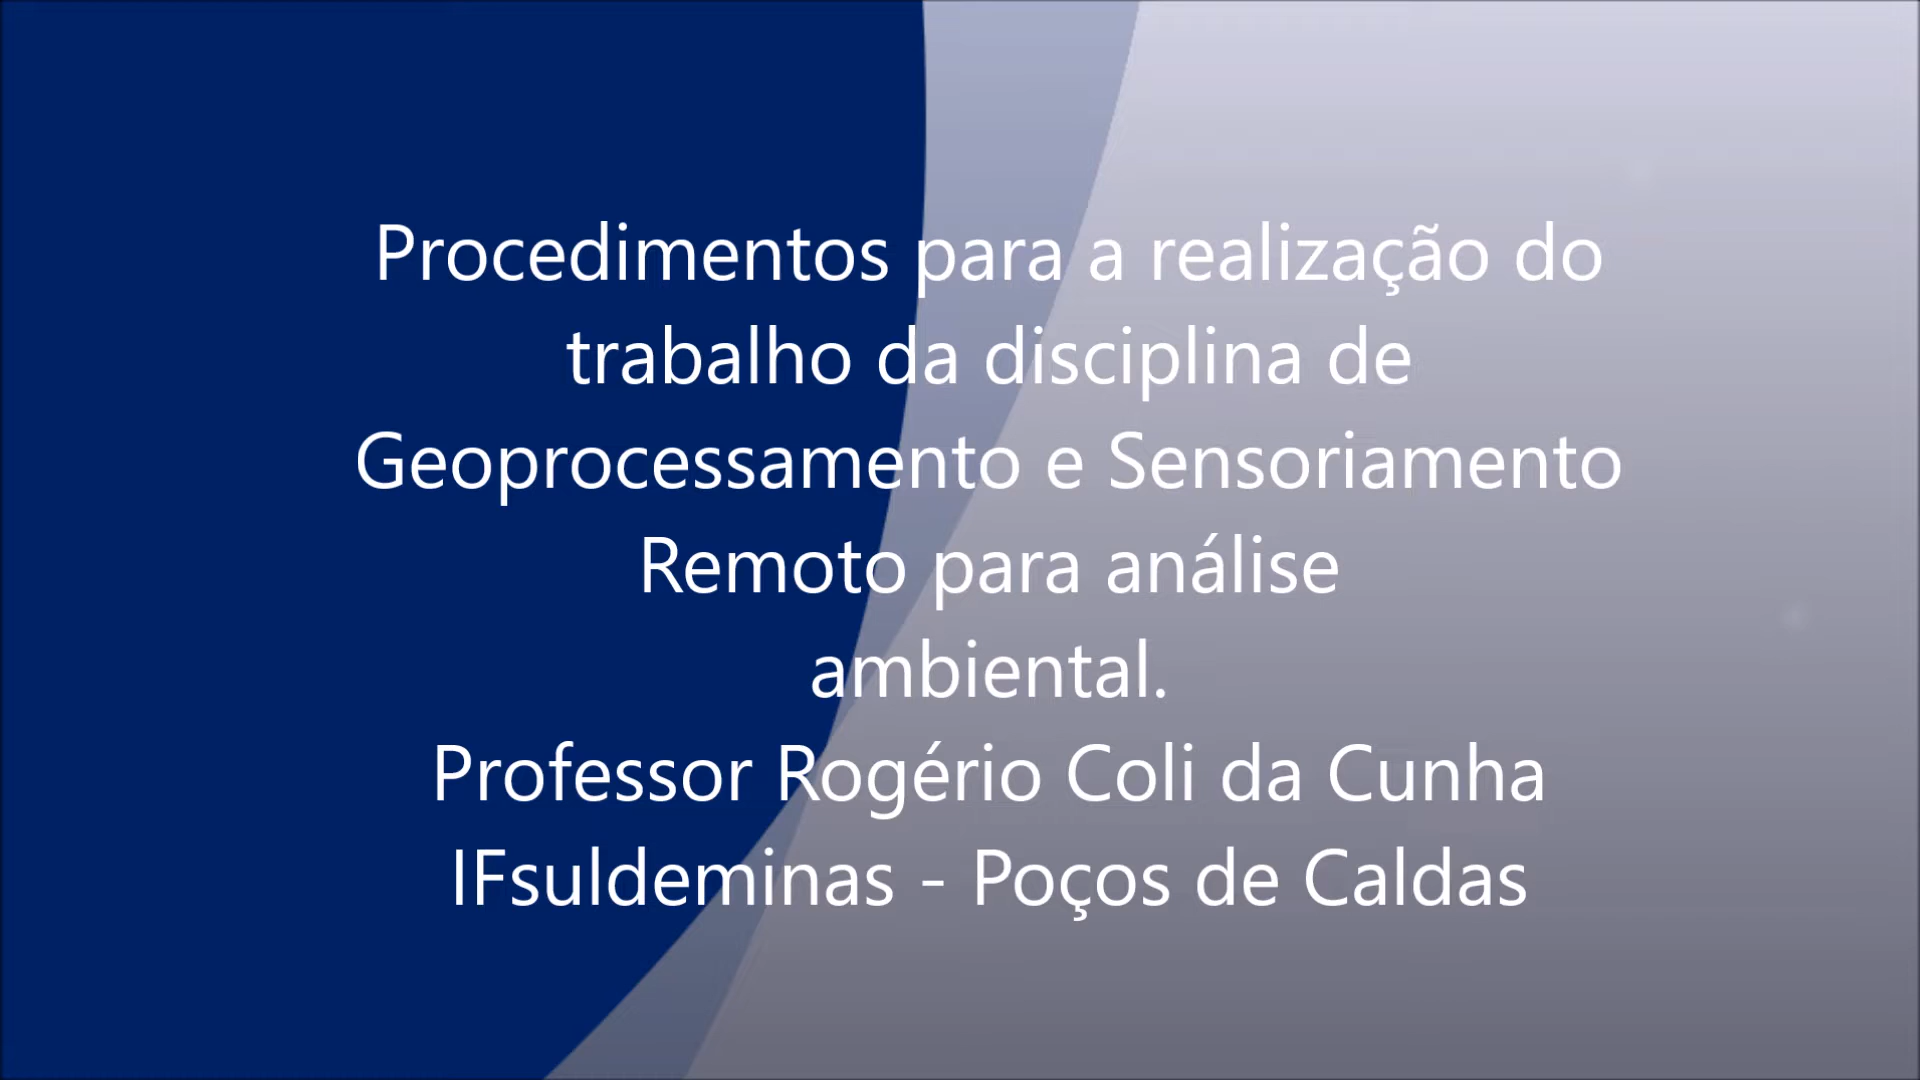 Procedimentos para a realização do
trabalho da disciplina de
Geoprocessamento e Sensoriamento
Remoto para análise
ambiental.
Professor Rogério Coli da Cunha
IFsuldeminas - Poços de Caldas